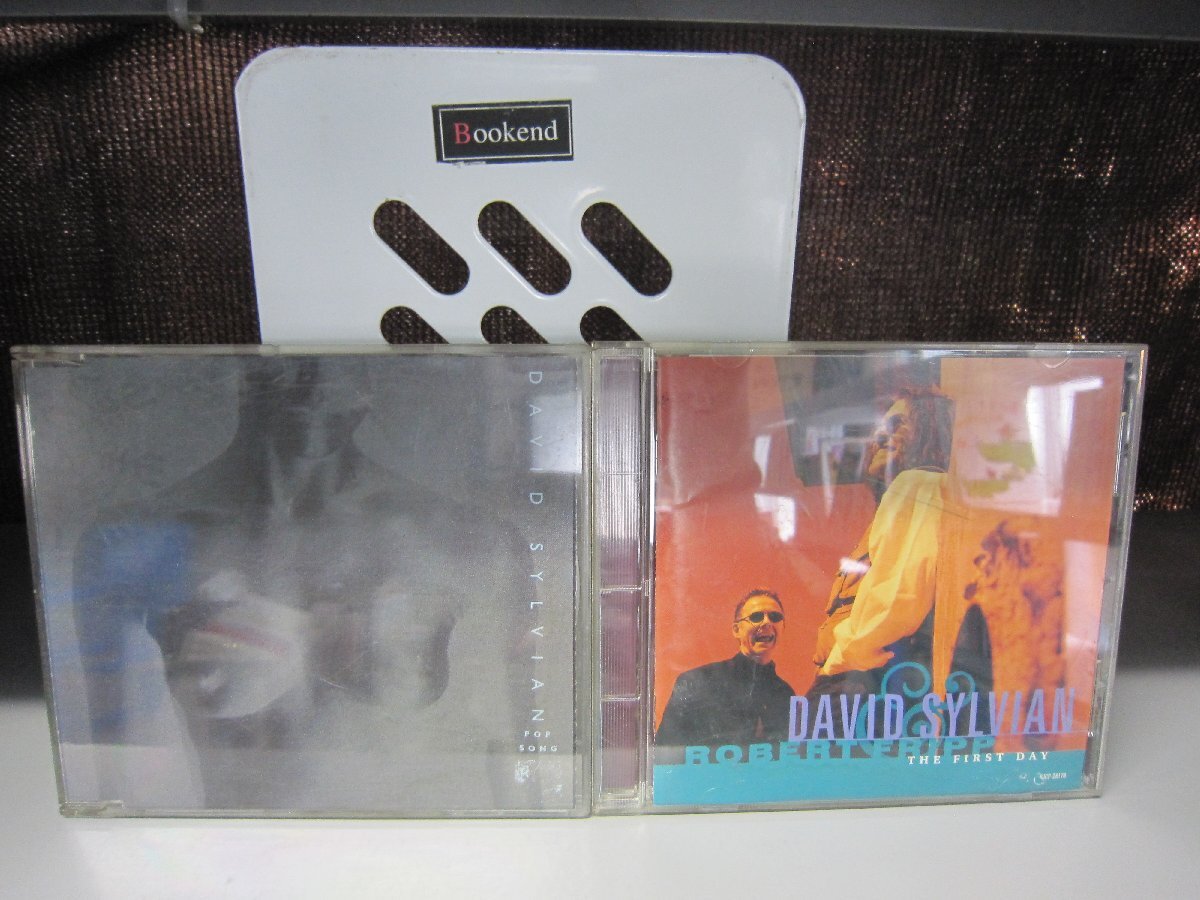 Bookend
DAVID SYLVIAN
POP
SONG
DAVID SYLVIAN
&
ROBERT FRIPP
THE FIRST DAY